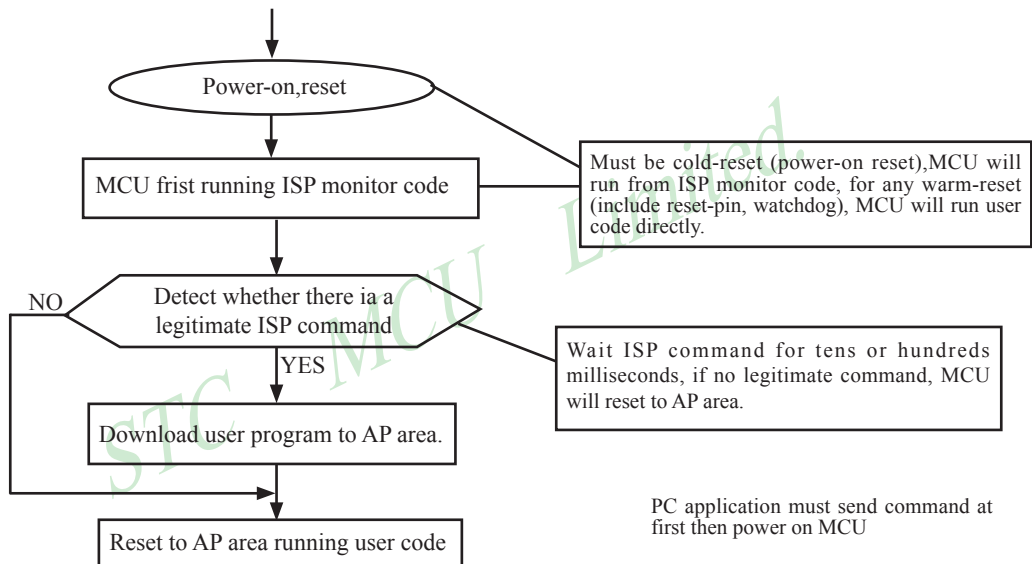 Power-on,reset
MCU frist running ISP monitor code
Must be cold-reset (power-on reset),MCU will
run from ISP monitor code, for any warm-reset
(include reset-pin, watchdog), MCU will run user
code directly.
NO
Detect whether there ia a
legitimate ISP command
YES
Wait ISP command for tens or hundreds
milliseconds, if no legitimate command, MCU
will reset to AP area.
Download user program to AP area.
PC application must send command at
first then power on MCU
Reset to AP area running user code
STC MCU Limited.